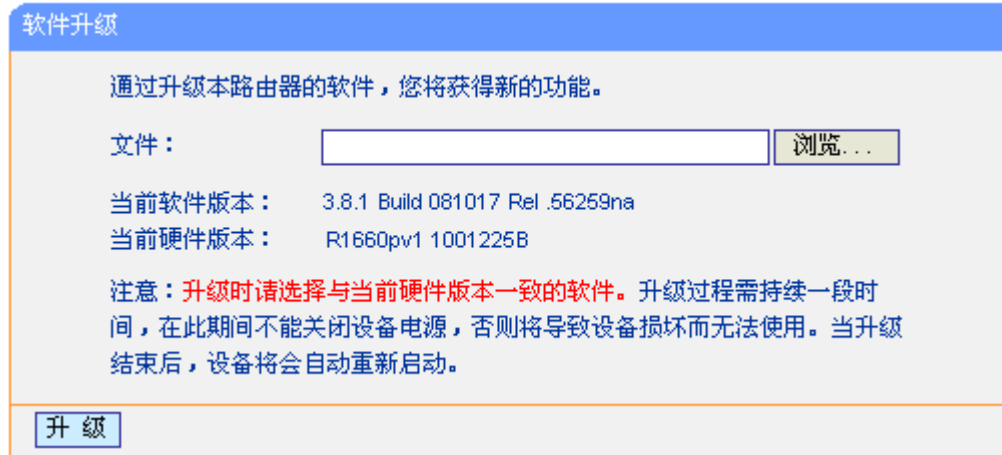 软件升级
通过升级本路由器的软件，您将获得新的功能。
文件： 浏览...
当前软件版本： 3.8.1 Build 081017 Rel .56259na
当前硬件版本： R1660pv1 1001225B
注意：升级时请选择与当前硬件版本一致的软件。升级过程需持续一段时
间，在此期间不能关闭设备电源，否则将导致设备损坏而无法使用。当升级
结束后，设备将会自动重新启动。
升 级